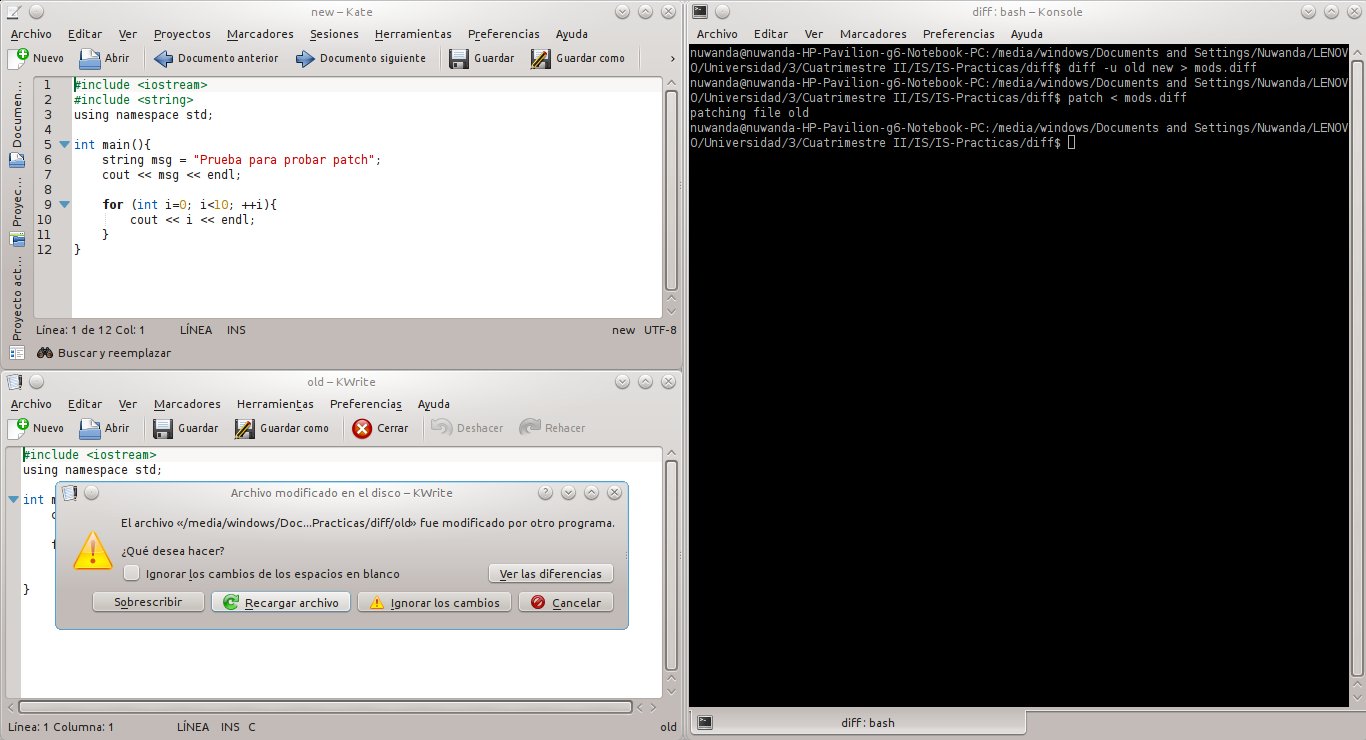 new – Kate
Archivo Editar Ver Proyectos Marcadores Sesiones Herramientas Preferencias Ayuda
Nuevo Abrir Documento anterior Documento siguiente Guardar Guardar como
Documen...
Proyec...
Proyecto act...
1 #include <iostream>
2 #include <string>
3 using namespace std;
4
5 int main(){
6 string msg = "Prueba para probar patch";
7 cout << msg << endl;
8
9 for (int i=0; i<10; ++i){
10 cout << i << endl;
11 }
12 }
Línea: 1 de 12 Col: 1 LÍNEA INS new UTF-8
Buscar y reemplazar
old – KWrite
Archivo Editar Ver Marcadores Herramientas Preferencias Ayuda
Nuevo Abrir Guardar Guardar como Cerrar Deshacer Rehacer
#include <iostream>
using namespace std;
int
}
Archivo modificado en el disco – KWrite
El archivo «/media/windows/Doc...Practicas/diff/old» fue modificado por otro programa.
¿Qué desea hacer?
Ignorar los cambios de los espacios en blanco
Ver las diferencias
Sobrescribir Recargar archivo Ignorar los cambios Cancelar
Línea: 1 Columna: 1 LÍNEA INS C old
diff : bash – Konsole
Archivo Editar Ver Marcadores Preferencias Ayuda
nuwanda@nuwanda-HP-Pavilion-g6-Notebook-PC:/media/windows/Documents and Settings/Nuwanda/LENOV
O/Universidad/3/Cuatrimestre II/IS/IS-Practicas/diff$ diff -u old new > mods.diff
nuwanda@nuwanda-HP-Pavilion-g6-Notebook-PC:/media/windows/Documents and Settings/Nuwanda/LENOV
O/Universidad/3/Cuatrimestre II/IS/IS-Practicas/diff$ patch < mods.diff
patching file old
nuwanda@nuwanda-HP-Pavilion-g6-Notebook-PC:/media/windows/Documents and Settings/Nuwanda/LENOV
O/Universidad/3/Cuatrimestre II/IS/IS-Practicas/diff$
diff : bash